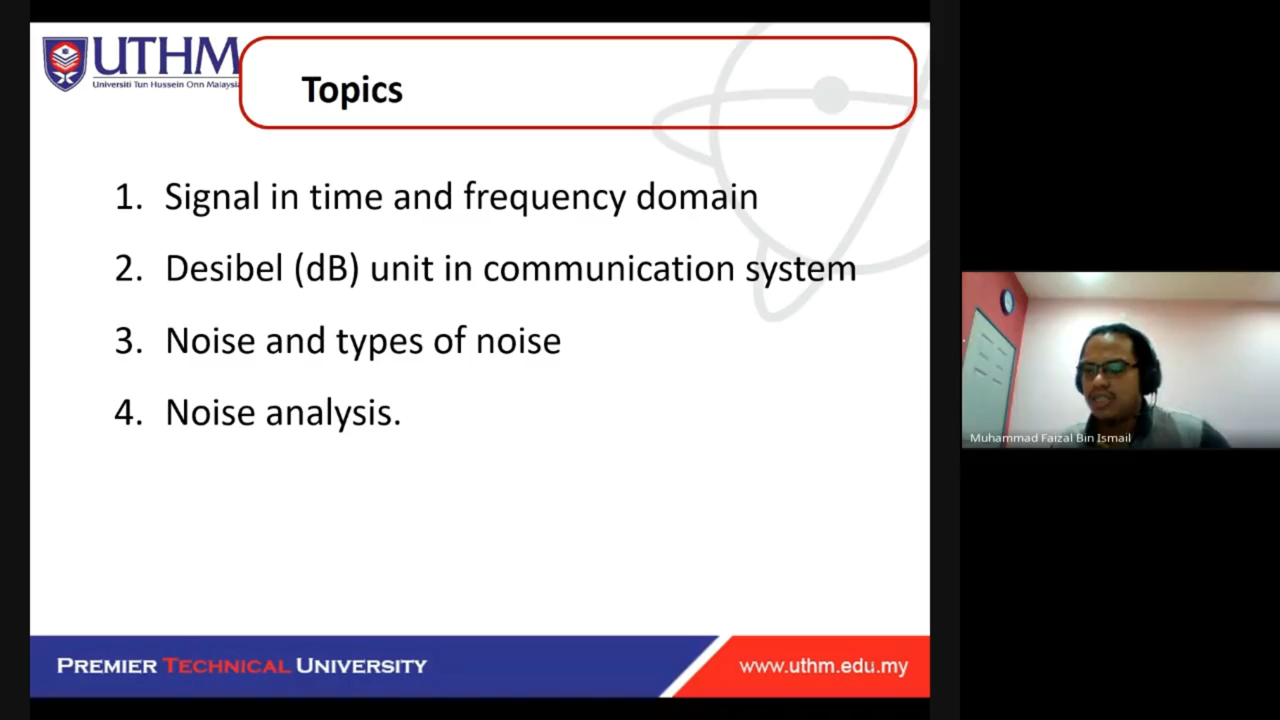 UTHM
Universiti Tun Hussein Onn Malaysia
Topics
1. Signal in time and frequency domain
2. Desibel (dB) unit in communication system
3. Noise and types of noise
4. Noise analysis.
PREMIER TECHNICAL UNIVERSITY
www.uthm.edu.my
Muhammad Faizal Bin Ismail